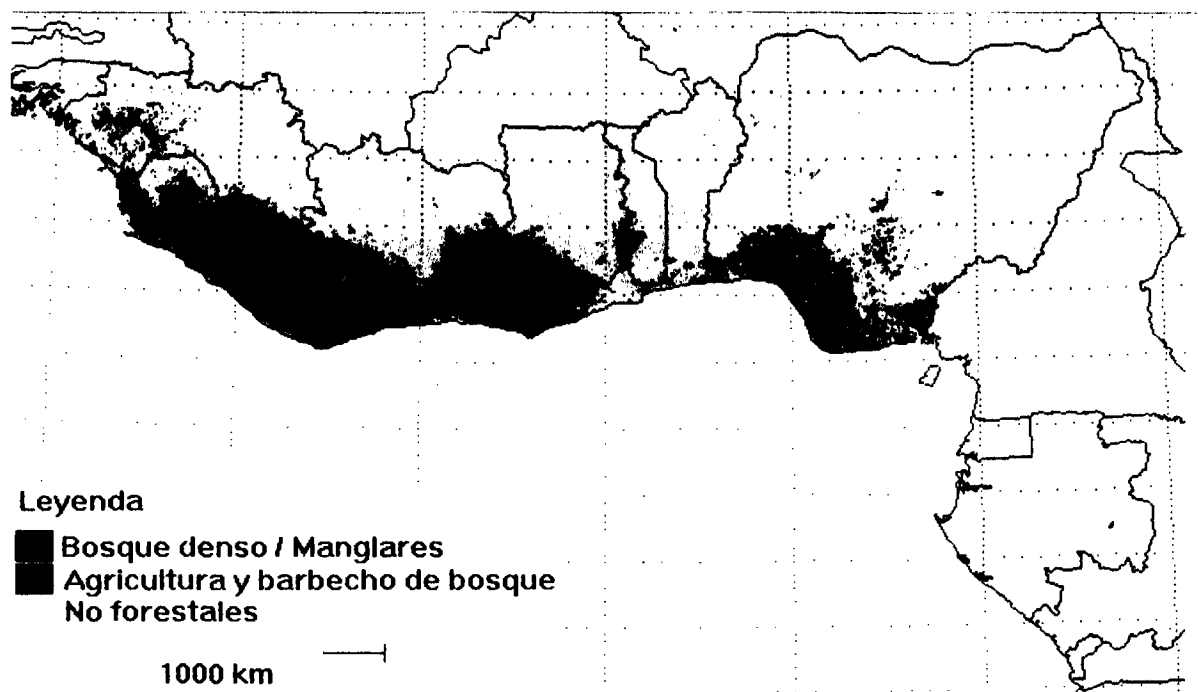 Leyenda
Bosque denso / Manglares
Agricultura y barbecho de bosque
No forestales
1000 km